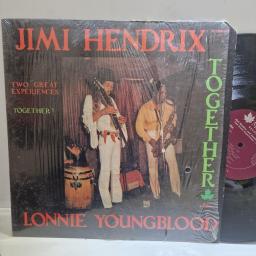 JIMI HENDRIX
TWO GREAT
EXPERIENCES
TOGETHER!
TOGETHER
LONNIE YOUNGBLOOD